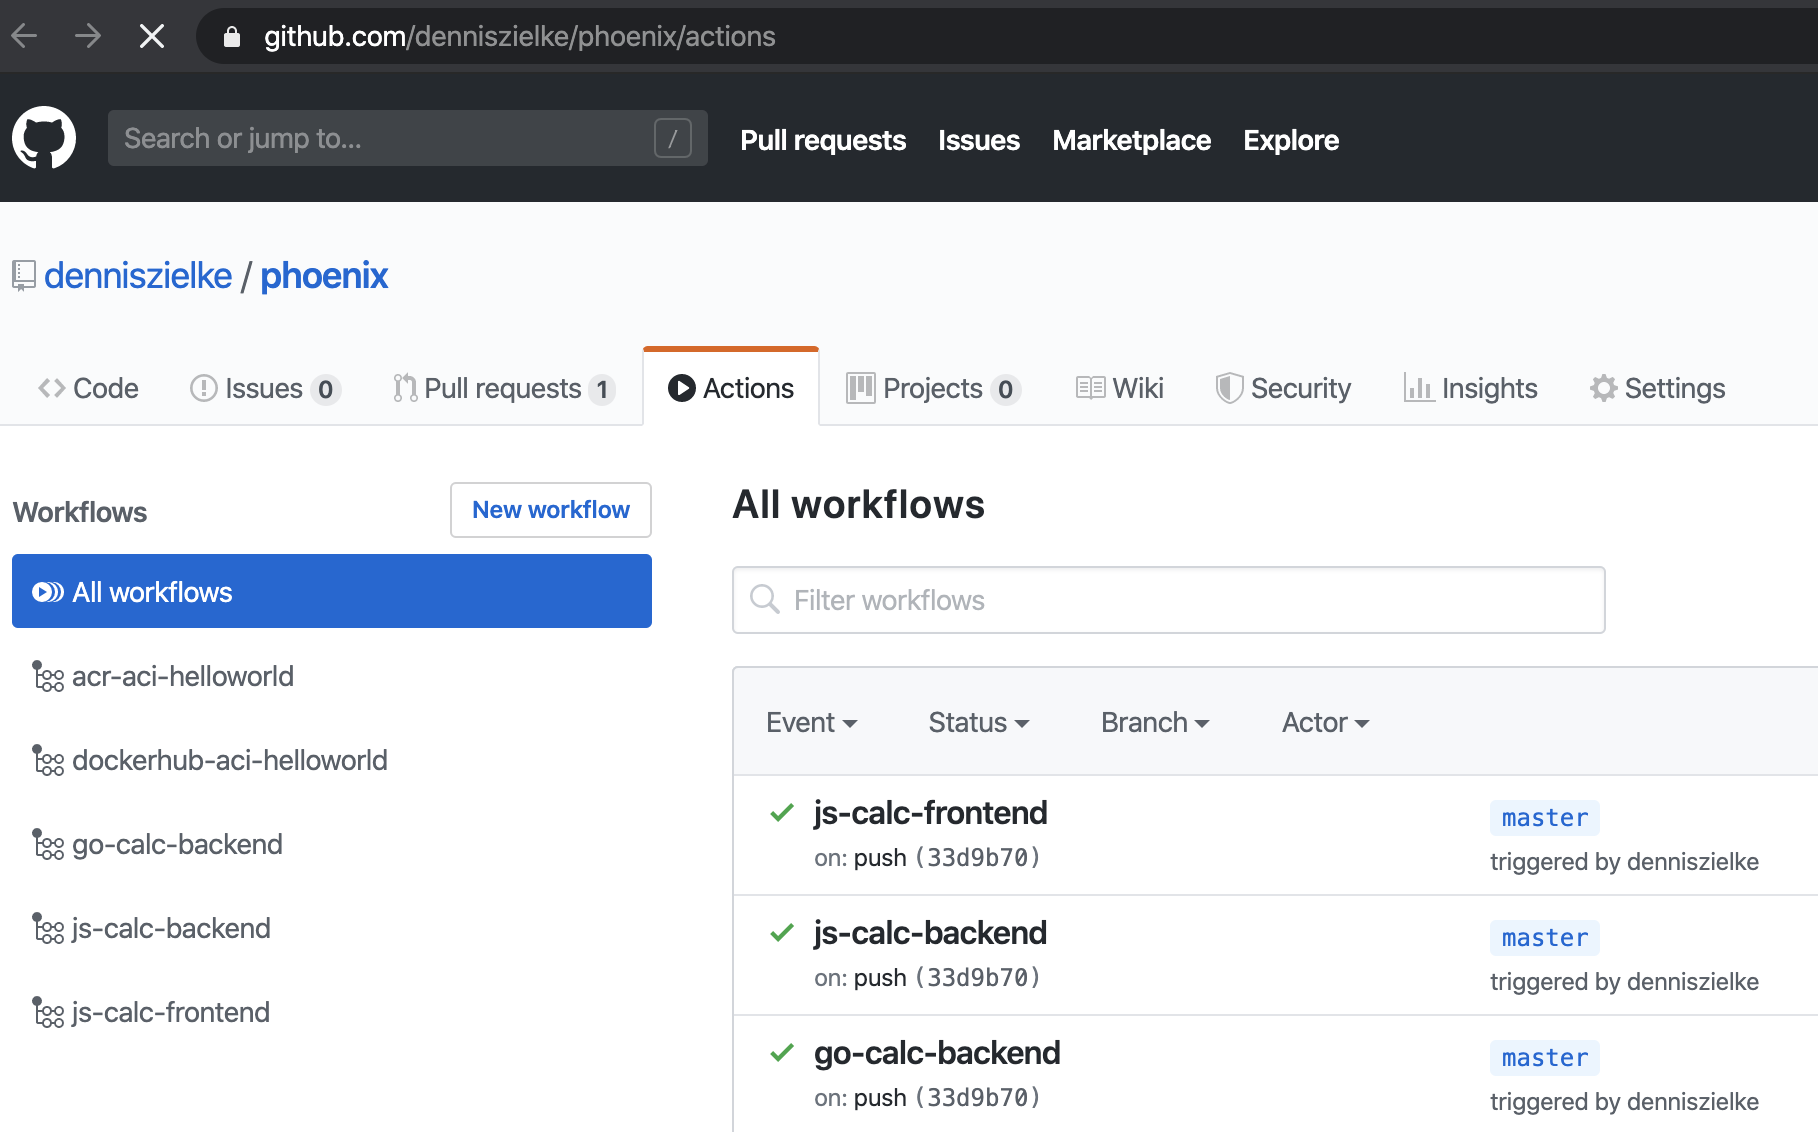 github.com/denniszielke/phoenix/actions
Search or jump to... /
Pull requests Issues Marketplace Explore
denniszielke / phoenix
Code Issues 0 Pull requests 1 Actions Projects 0 Wiki Security Insights Settings
Workflows
New workflow
All workflows
acr-aci-helloworld
dockerhub-aci-helloworld
go-calc-backend
js-calc-backend
js-calc-frontend
All workflows
Filter workflows
Event Status Branch Actor
js-calc-frontend master
on: push (33d9b70) triggered by denniszielke
js-calc-backend master
on: push (33d9b70) triggered by denniszielke
go-calc-backend master
on: push (33d9b70) triggered by denniszielke